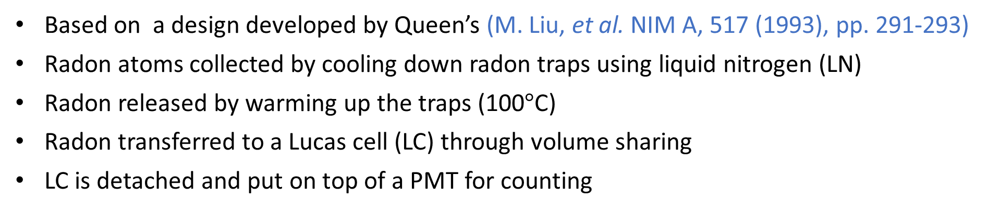 • Based on  a design developed by Queen’s (M. Liu, et al. NIM A, 517 (1993), pp. 291-293)
• Radon atoms collected by cooling down radon traps using liquid nitrogen (LN)
• Radon released by warming up the traps (100°C)
• Radon transferred to a Lucas cell (LC) through volume sharing
• LC is detached and put on top of a PMT for counting